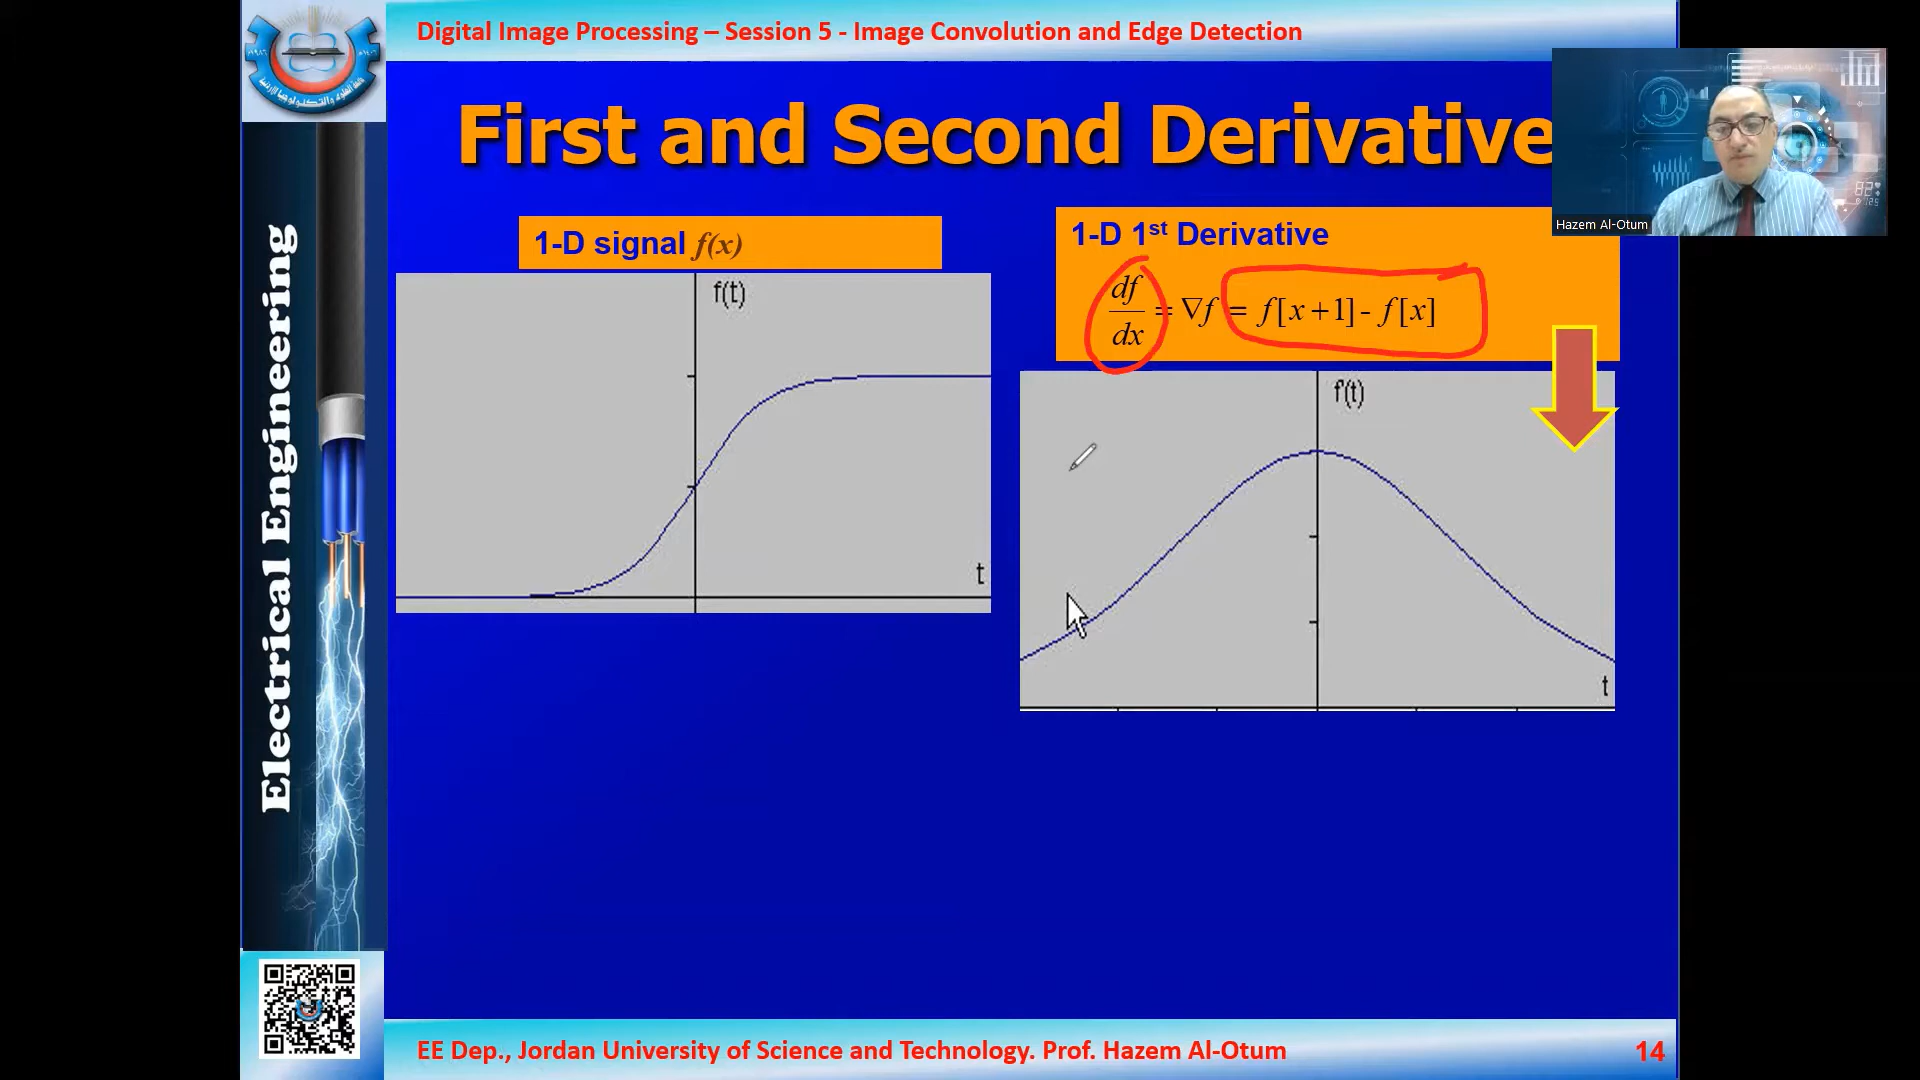 Digital Image Processing – Session 5 - Image Convolution and Edge Detection
First and Second Derivative
Hazem Al-Otum
1-D signal f(x)
f(t)
t
1-D 1st Derivative
df/dx = ∇f = f[x+1] - f[x]
f'(t)
t
Electrical Engineering
EE Dep., Jordan University of Science and Technology. Prof. Hazem Al-Otum
14